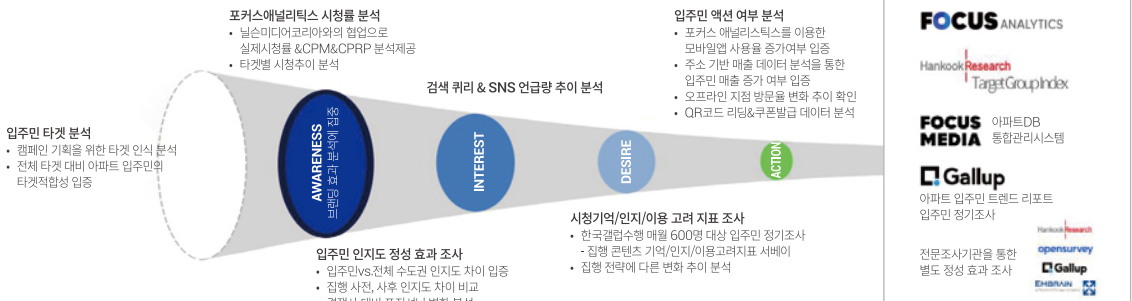 포커스애널리틱스 시청률 분석
• 닐슨미디어코리아와의 협업으로
실제시청률 &CPM&CPRP 분석제공
• 타겟별 시청추이 분석
입주민 액션 여부 분석
• 포커스 애널리스틱스를 이용한
모바일앱 사용율 증가여부 입증
• 주소 기반 매출 데이터 분석을 통한
입주민 매출 증가 여부 입증
• 오프라인 지점 방문율 변화 추이 확인
• QR코드 리딩&쿠폰발급 데이터 분석
검색 쿼리 & SNS 언급량 추이 분석
입주민 타겟 분석
• 캠페인 기획을 위한 타겟 인식 분석
• 전체 타겟 대비 아파트 입주민의
타겟적합성 입증
AWARENESS
브랜딩 효과 분석에 집중
INTEREST
DESIRE
ACTION
입주민 인지도 정성 효과 조사
• 입주민vs.전체 수도권 인지도 차이 입증
• 집행 사전, 사후 인지도 차이 비교
시청기억/인지/이용 고려 지표 조사
• 한국갤럽수행 매월 600명 대상 입주민 정기조사
- 집행 콘텐츠 기억/인지/이용고려지표 서베이
• 집행 전략에 다른 변화 추이 분석
FOCUS ANALYTICS
Hankook Research
TargetGroupIndex
FOCUS MEDIA
아파트DB
통합관리시스템
Gallup
아파트 입주민 트렌드 리포트
입주민 정기조사
전문조사기관을 통한
별도 정성 효과 조사
Hankook Research
opensurvey
Gallup
EMBRAIN